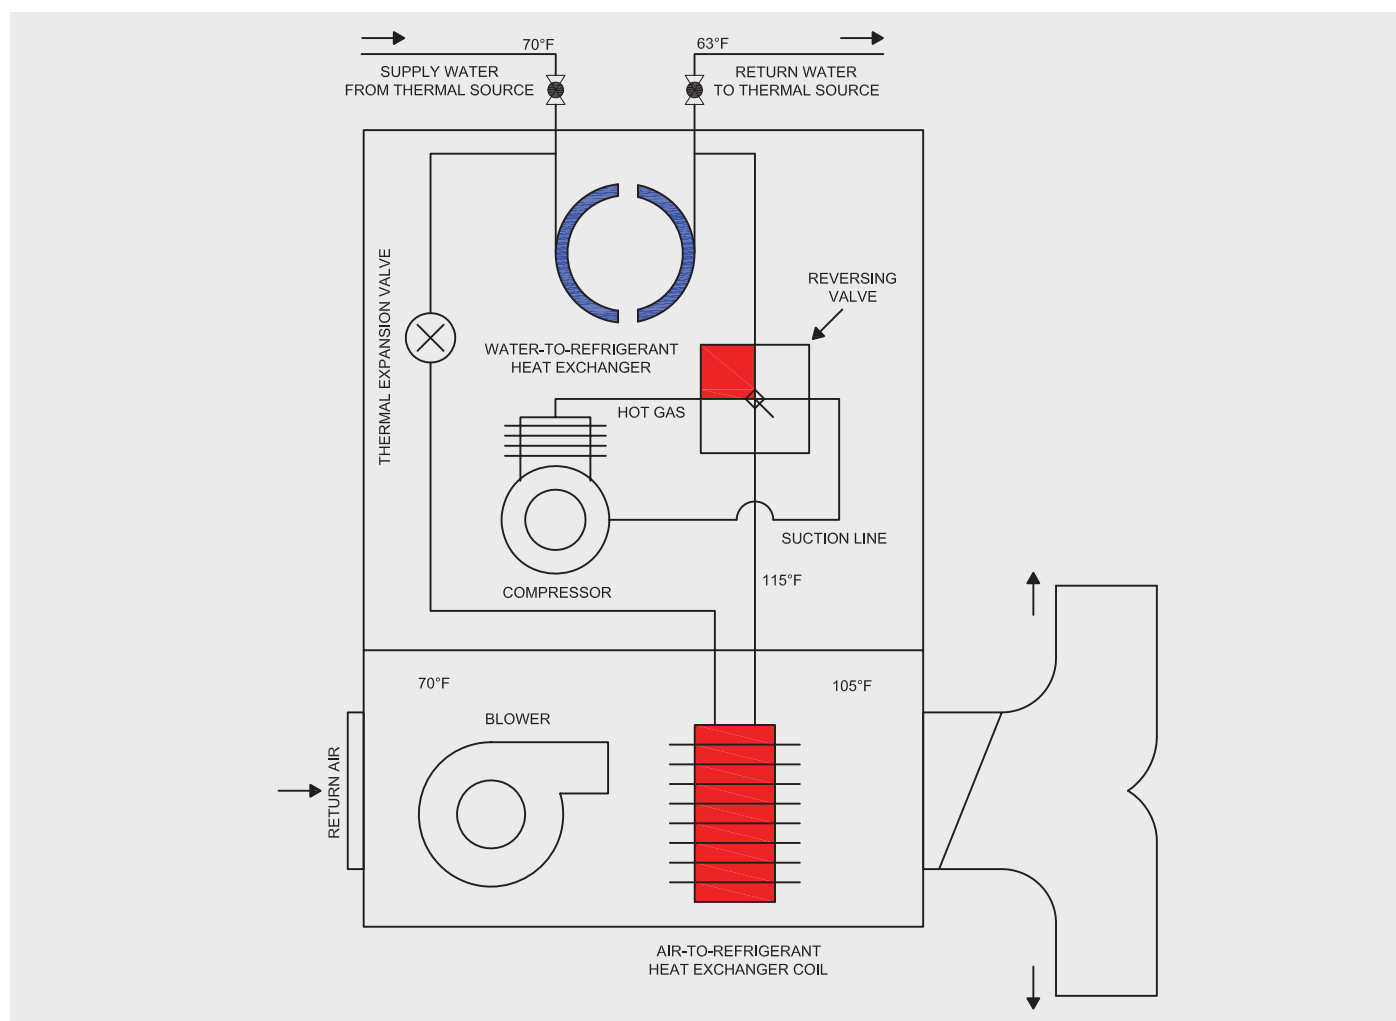 70°F
63°F
SUPPLY WATER
FROM THERMAL SOURCE
RETURN WATER
TO THERMAL SOURCE
THERMAL EXPANSION VALVE
REVERSING
VALVE
WATER-TO-REFRIGERANT
HEAT EXCHANGER
HOT GAS
SUCTION LINE
COMPRESSOR
115°F
70°F
105°F
BLOWER
RETURN AIR
AIR-TO-REFRIGERANT
HEAT EXCHANGER COIL